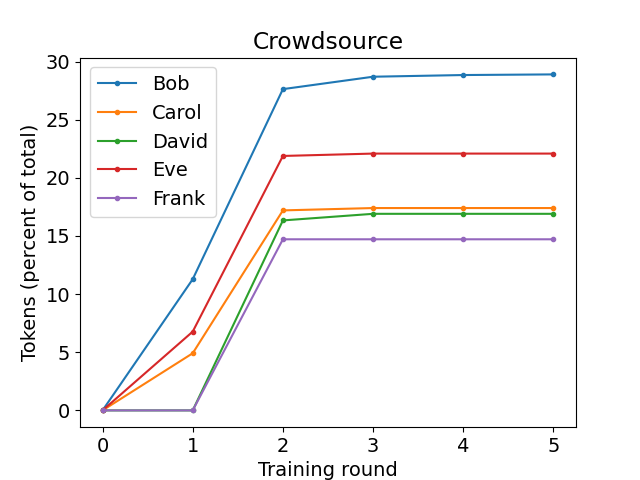 Crowdsource
Tokens (percent of total)
30
25
20
15
10
5
0
Bob
Carol
David
Eve
Frank
0 1 2 3 4 5
Training round